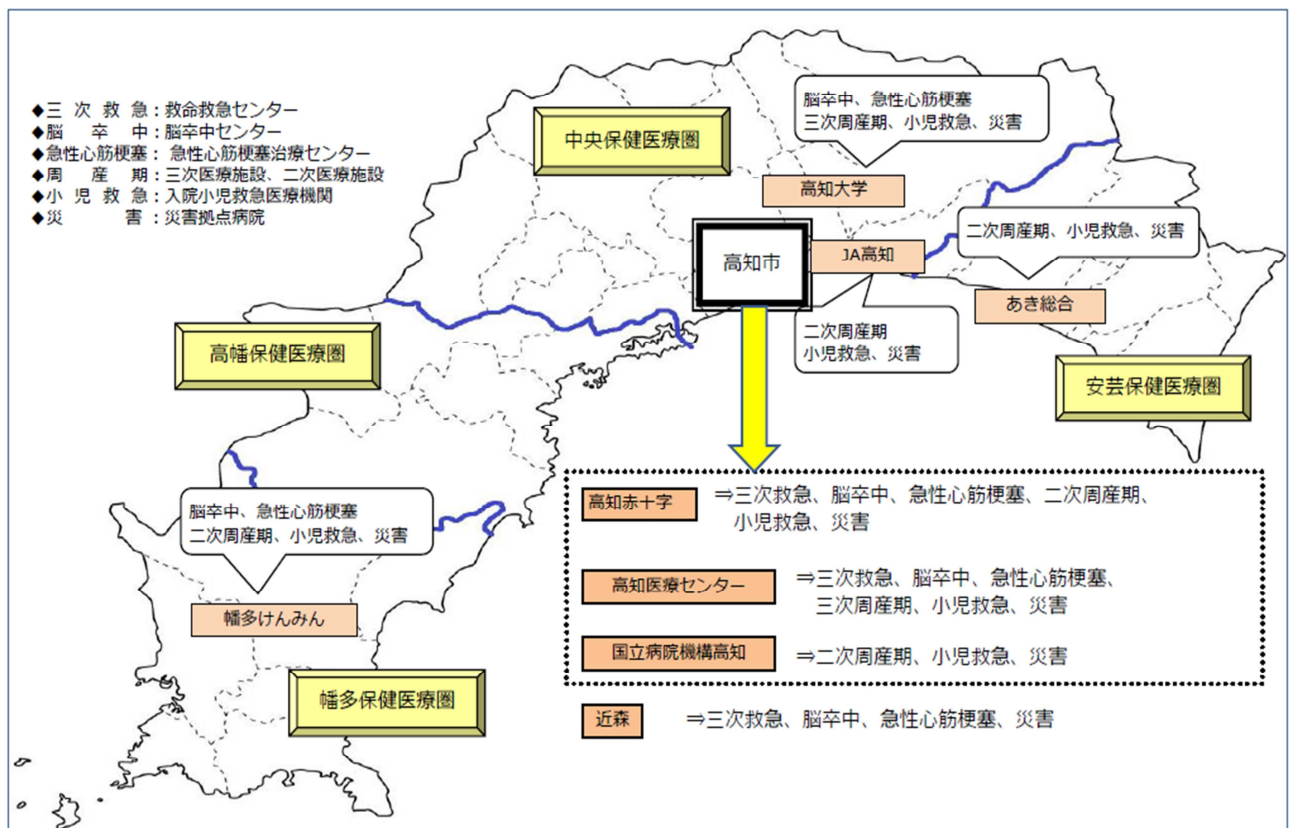 ◆三次救急：救命救急センター
◆脳卒中：脳卒中センター
◆急性心筋梗塞： 急性心筋梗塞治療センター
◆周産期：三次医療施設、二次医療施設
◆小児救急：入院小児救急医療機関
◆災害：災害拠点病院
中央保健医療圏
脳卒中、急性心筋梗塞
三次周産期、小児救急、災害
高知大学
二次周産期、小児救急、災害
高知市
JA高知
あき総合
二次周産期
小児救急、災害
高幡保健医療圏
安芸保健医療圏
脳卒中、急性心筋梗塞
二次周産期、小児救急、災害
幡多けんみん
幡多保健医療圏
高知赤十字 ⇒三次救急、脳卒中、急性心筋梗塞、二次周産期、
小児救急、災害
高知医療センター ⇒三次救急、脳卒中、急性心筋梗塞、
三次周産期、小児救急、災害
国立病院機構高知 ⇒二次周産期、小児救急、災害
近森 ⇒三次救急、脳卒中、急性心筋梗塞、災害